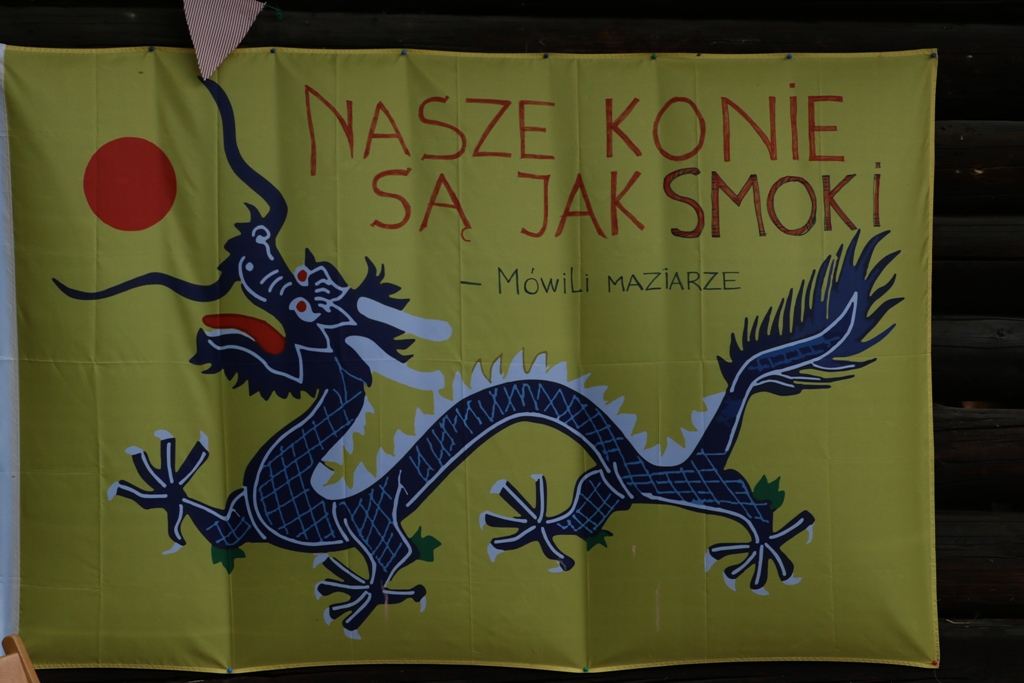 NASZE KONIE
SĄ JAK SMOKi
- MówiLi MAZIARZE